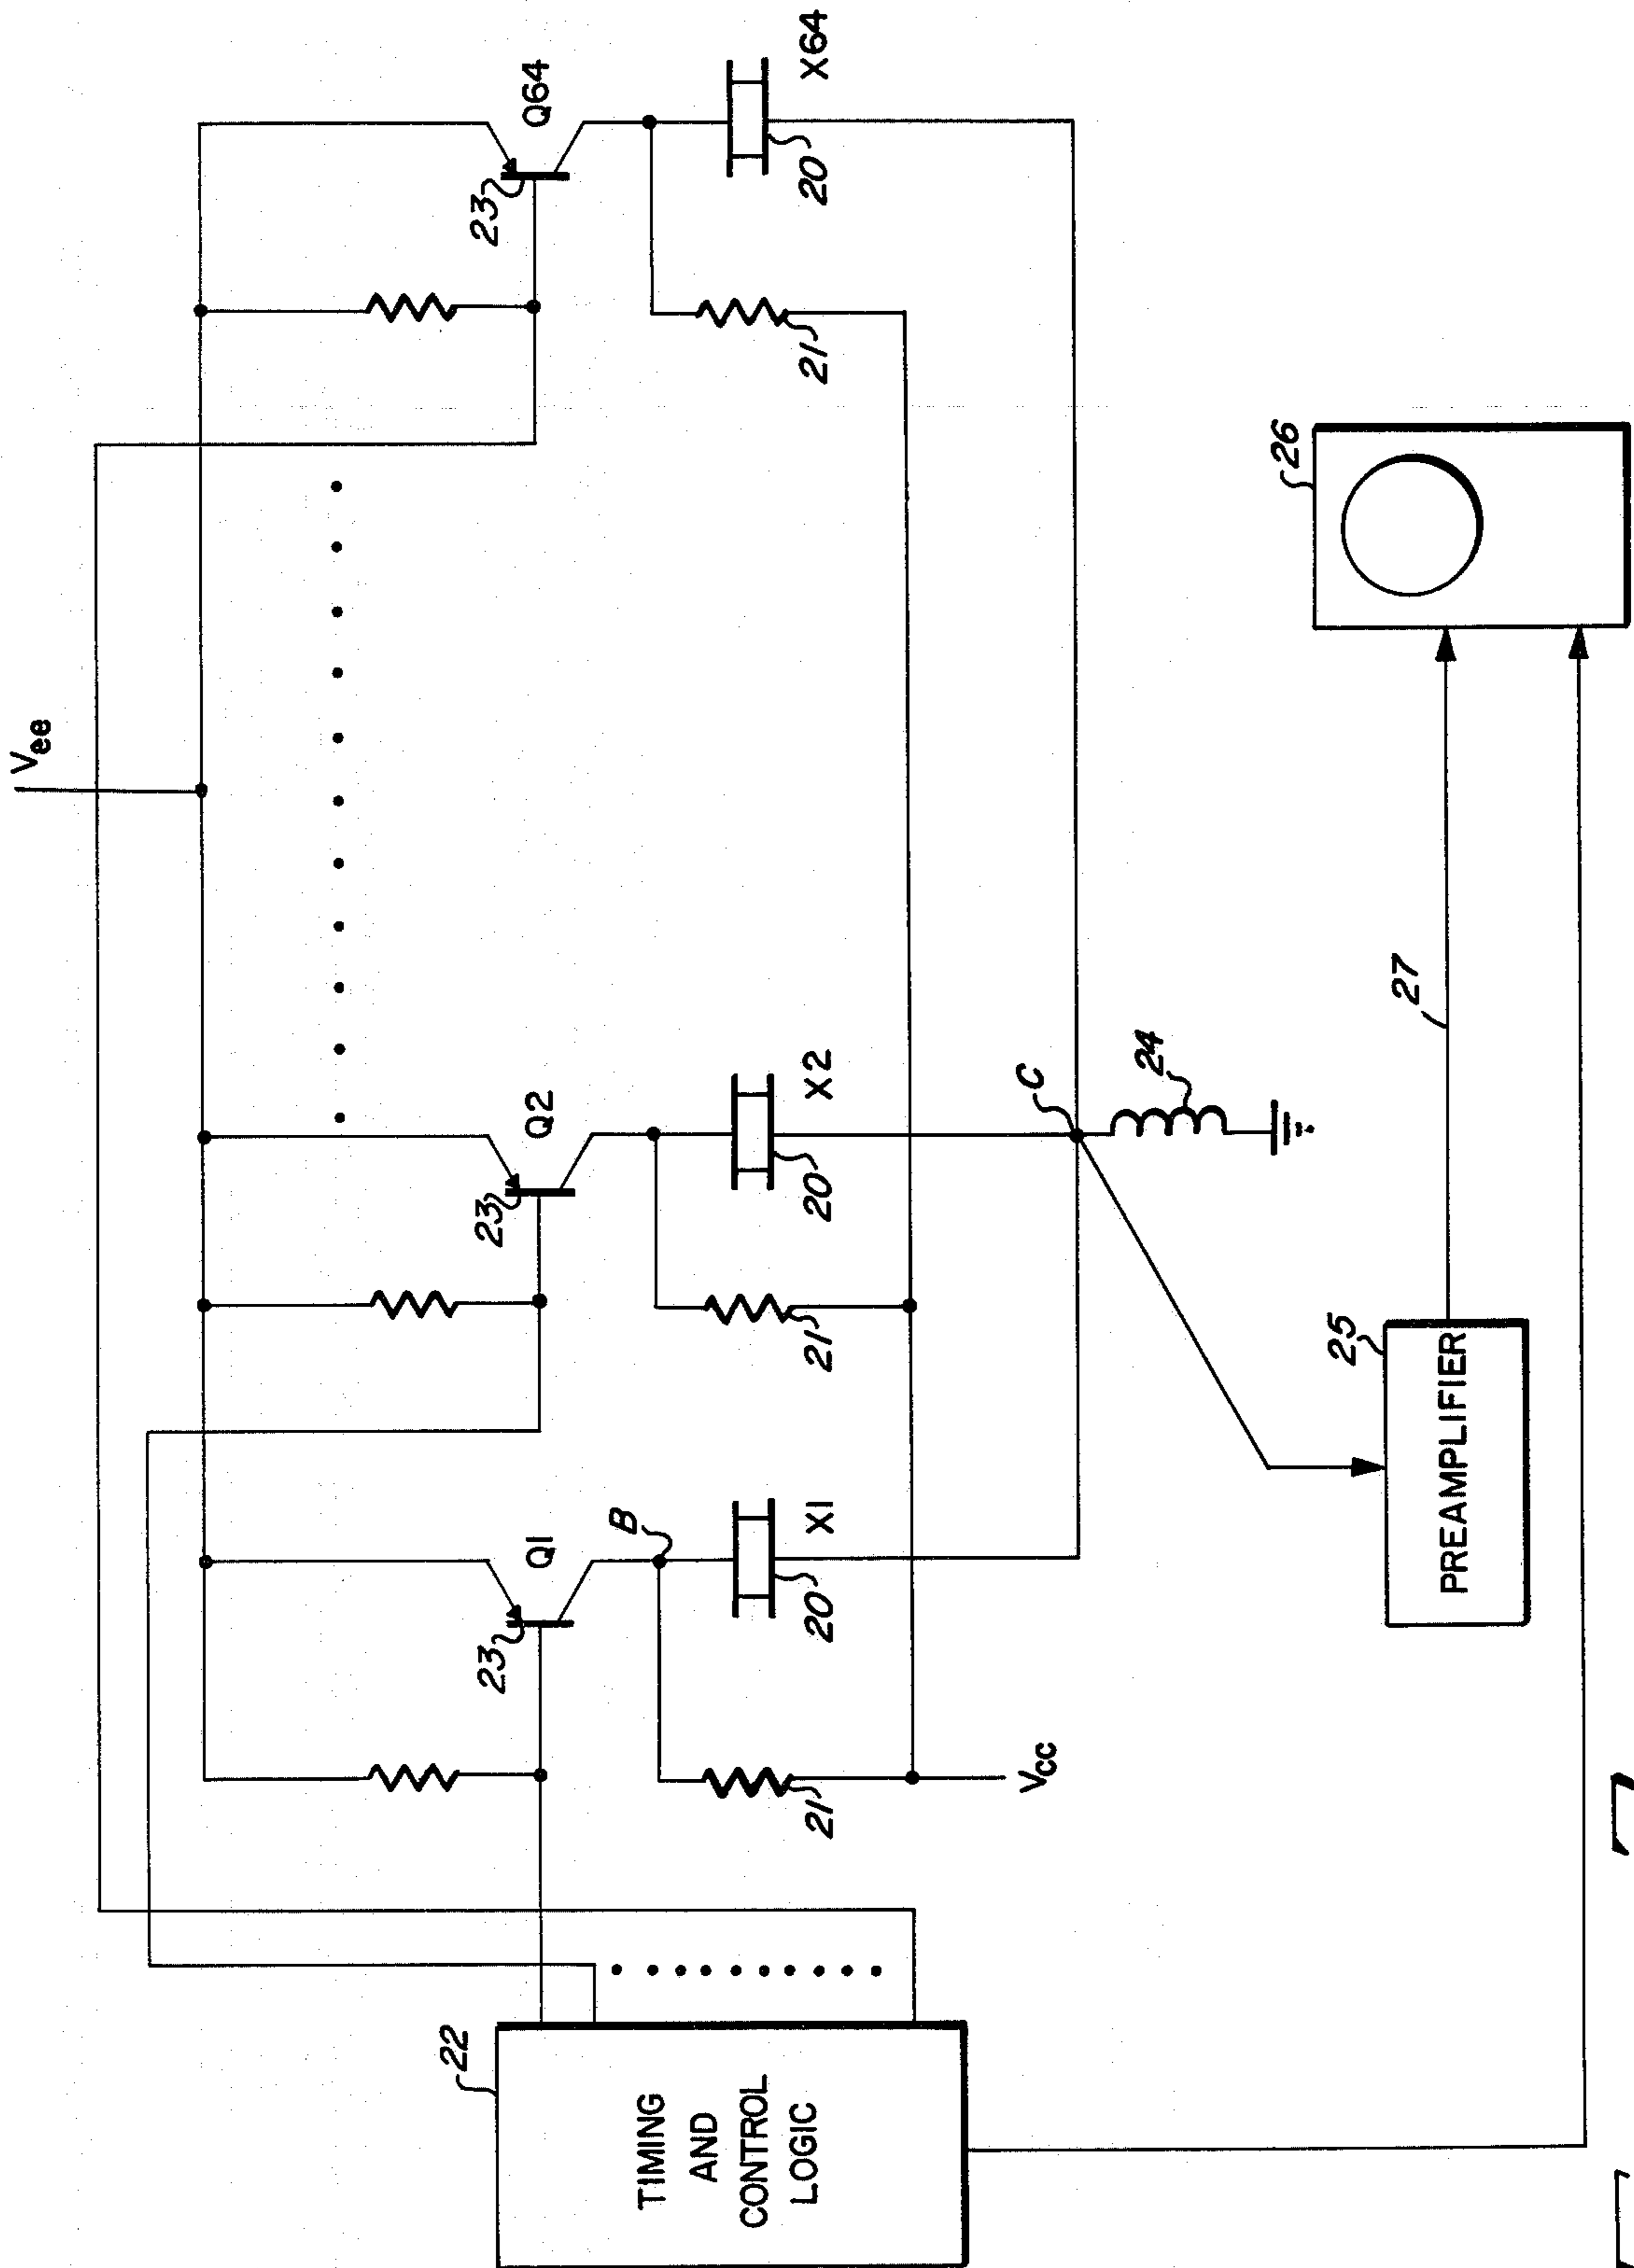 Vee
Q1
Q2
Q64
23
23
23
B
X1
X2
X64
20
20
20
21
21
21
Vcc
C
24
22
TIMING
AND
CONTROL
LOGIC
25
PREAMPLIFIER
27
26